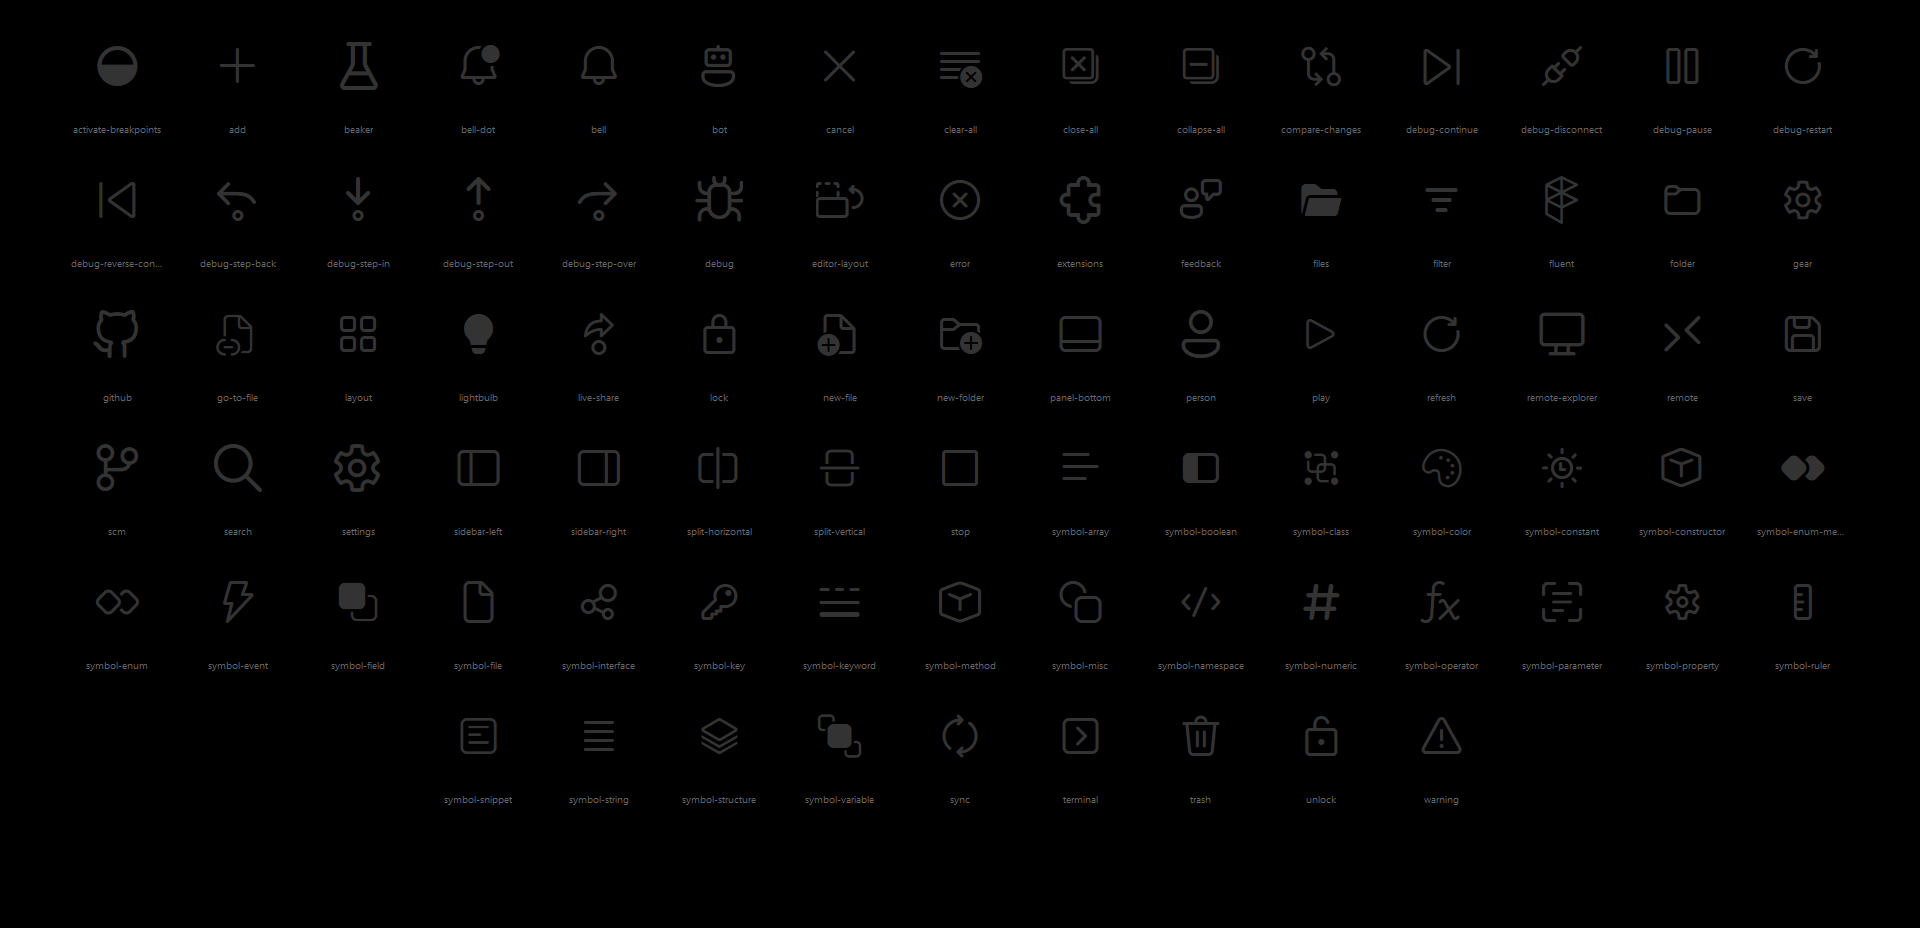 activate-breakpoints add beaker bell-dot bell bot cancel clear-all close-all collapse-all compare-changes debug-continue debug-disconnect debug-pause debug-restart
debug-reverse-con... debug-step-back debug-step-in debug-step-out debug-step-over debug editor-layout error extensions feedback files filter fluent folder gear
github go-to-file layout lightbulb live-share lock new-file new-folder panel-bottom person play refresh remote-explorer remote save
scm search settings sidebar-left sidebar-right split-horizontal split-vertical stop symbol-array symbol-boolean symbol-class symbol-color symbol-constant symbol-constructor symbol-enum-me...
symbol-enum symbol-event symbol-field symbol-file symbol-interface symbol-key symbol-keyword symbol-method symbol-misc symbol-namespace symbol-numeric symbol-operator symbol-parameter symbol-property symbol-ruler
symbol-snippet symbol-string symbol-structure symbol-variable sync terminal trash unlock warning